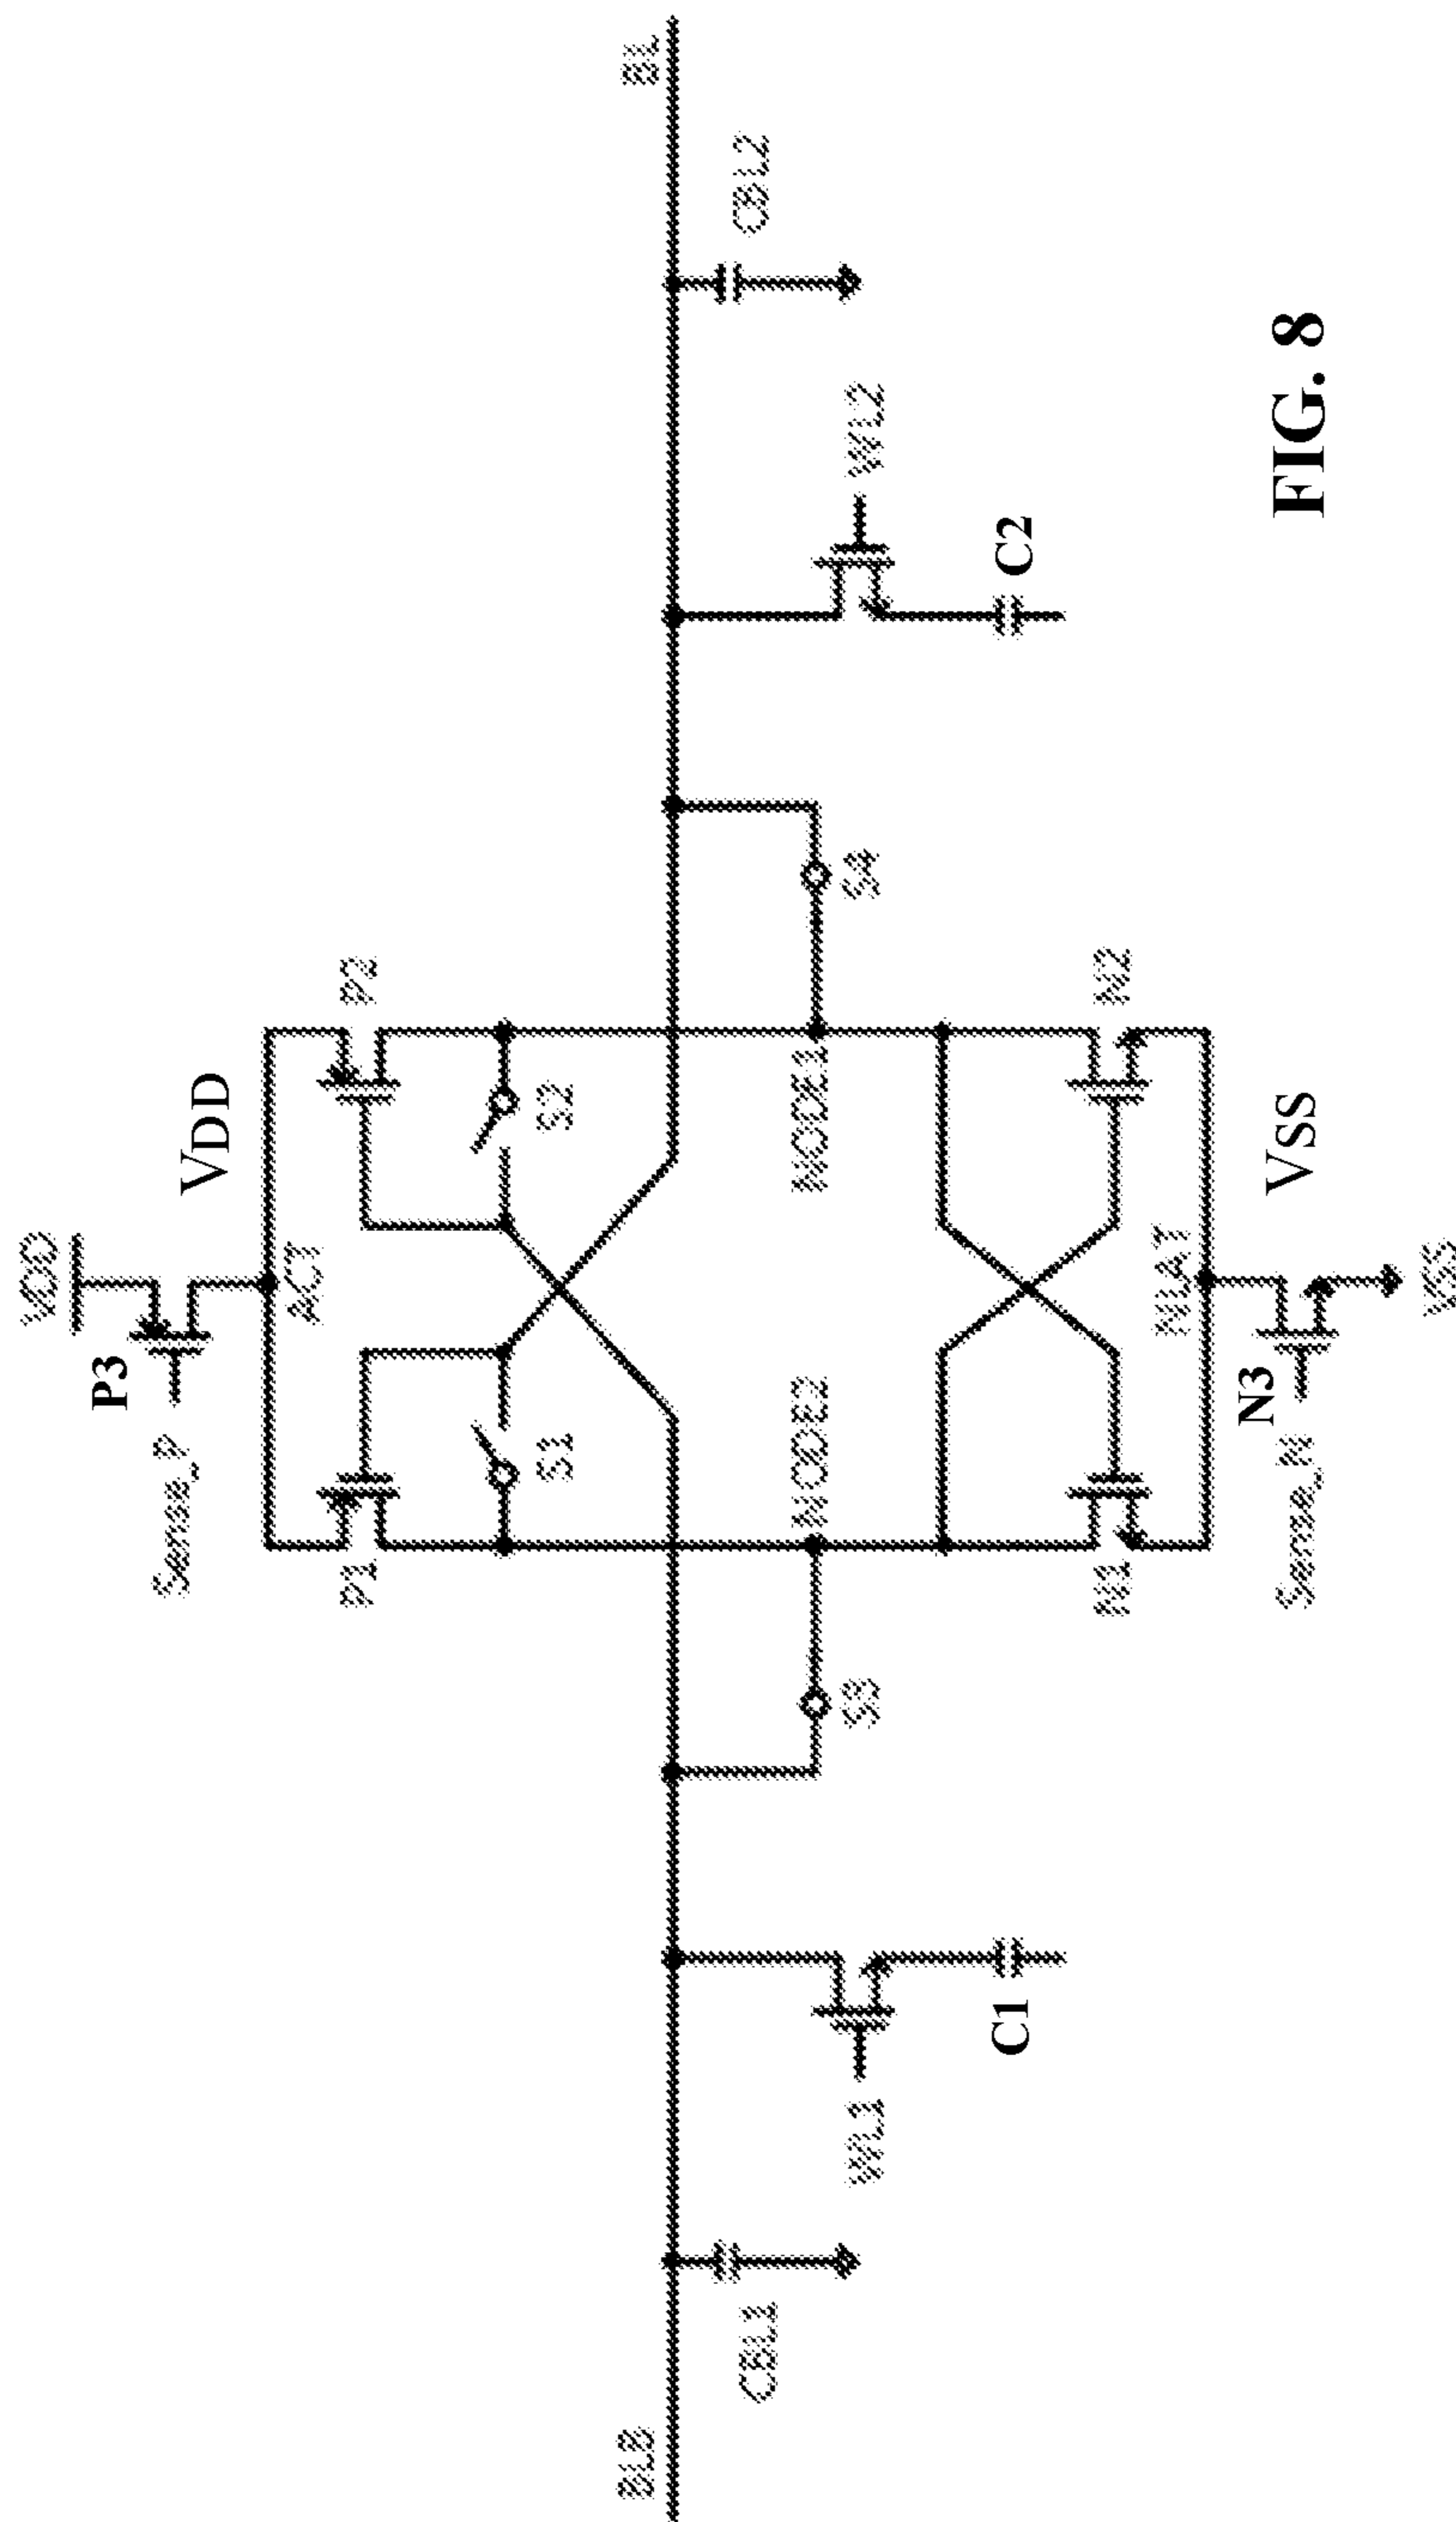 VDD
P3
Sense_P
VDD
ACT
P1
P2
S1
S2
BLB
BL
CBL1
CBL2
WL1
WL2
C1
C2
S3
S4
NODE2
NODE1
N1
N2
NLAT
VSS
N3
Sense_N
VSS
FIG. 8